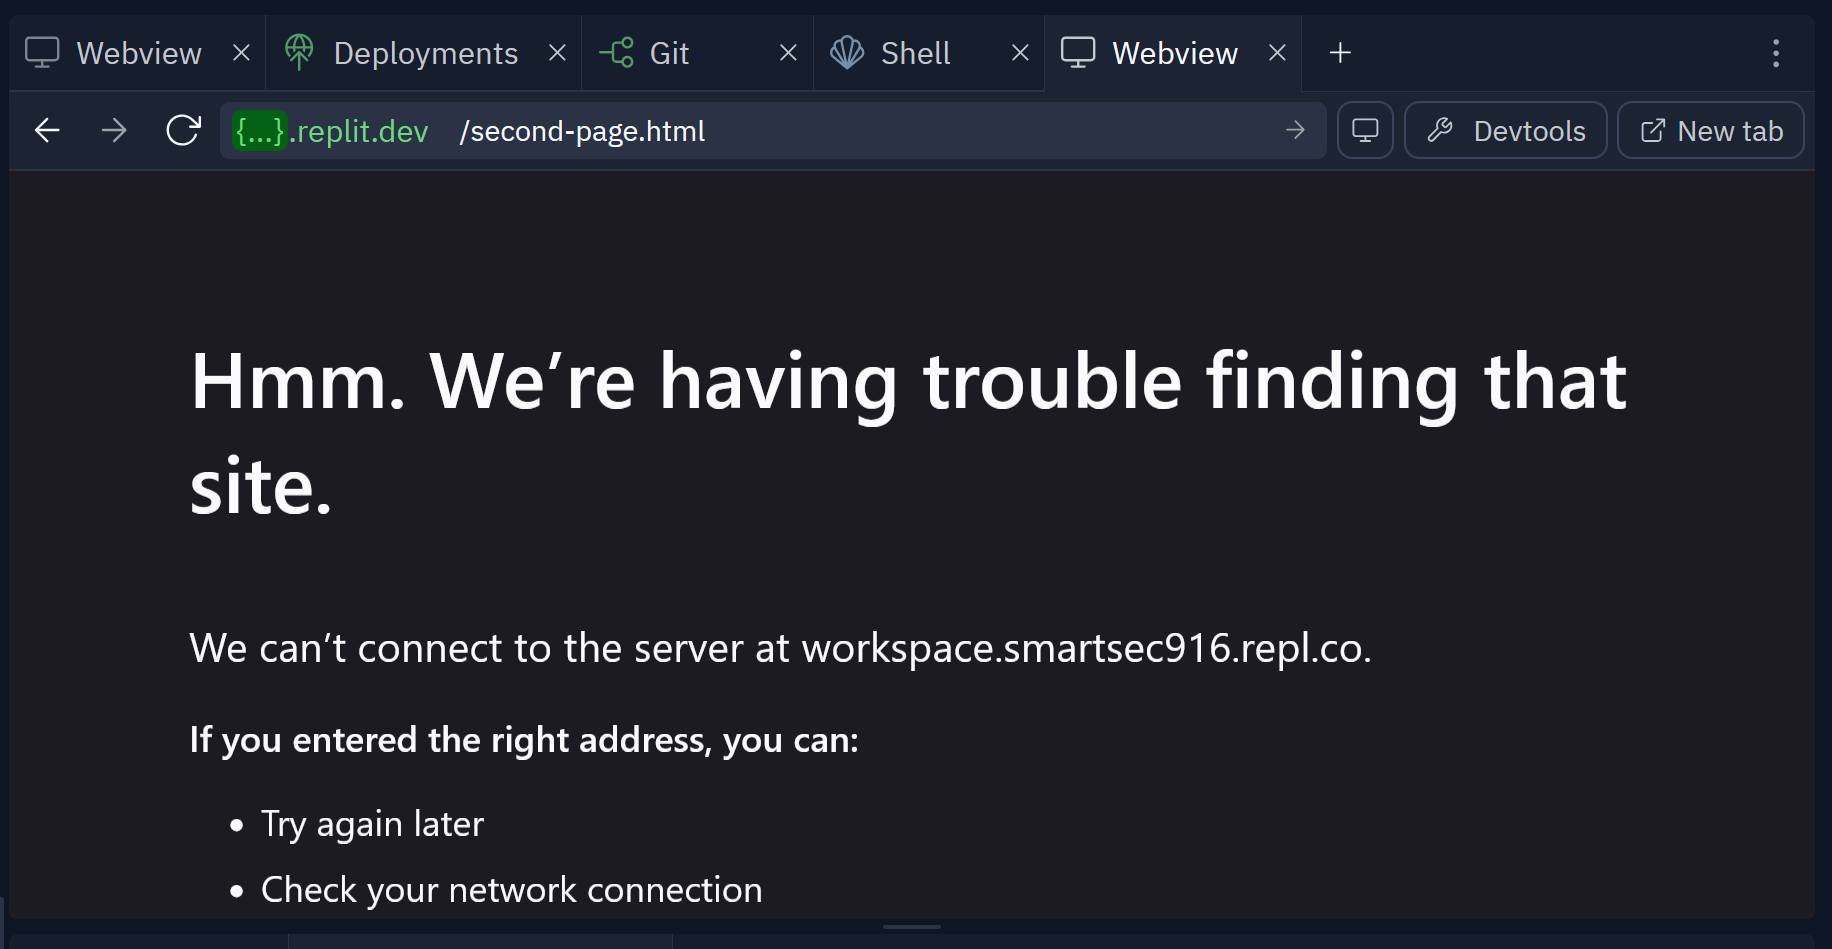 Webview
Deployments
Git
Shell
Webview
{...}.replit.dev /second-page.html
Devtools
New tab
Hmm. We’re having trouble finding that
site.
We can’t connect to the server at workspace.smartsec916.repl.co.
If you entered the right address, you can:
• Try again later
• Check your network connection